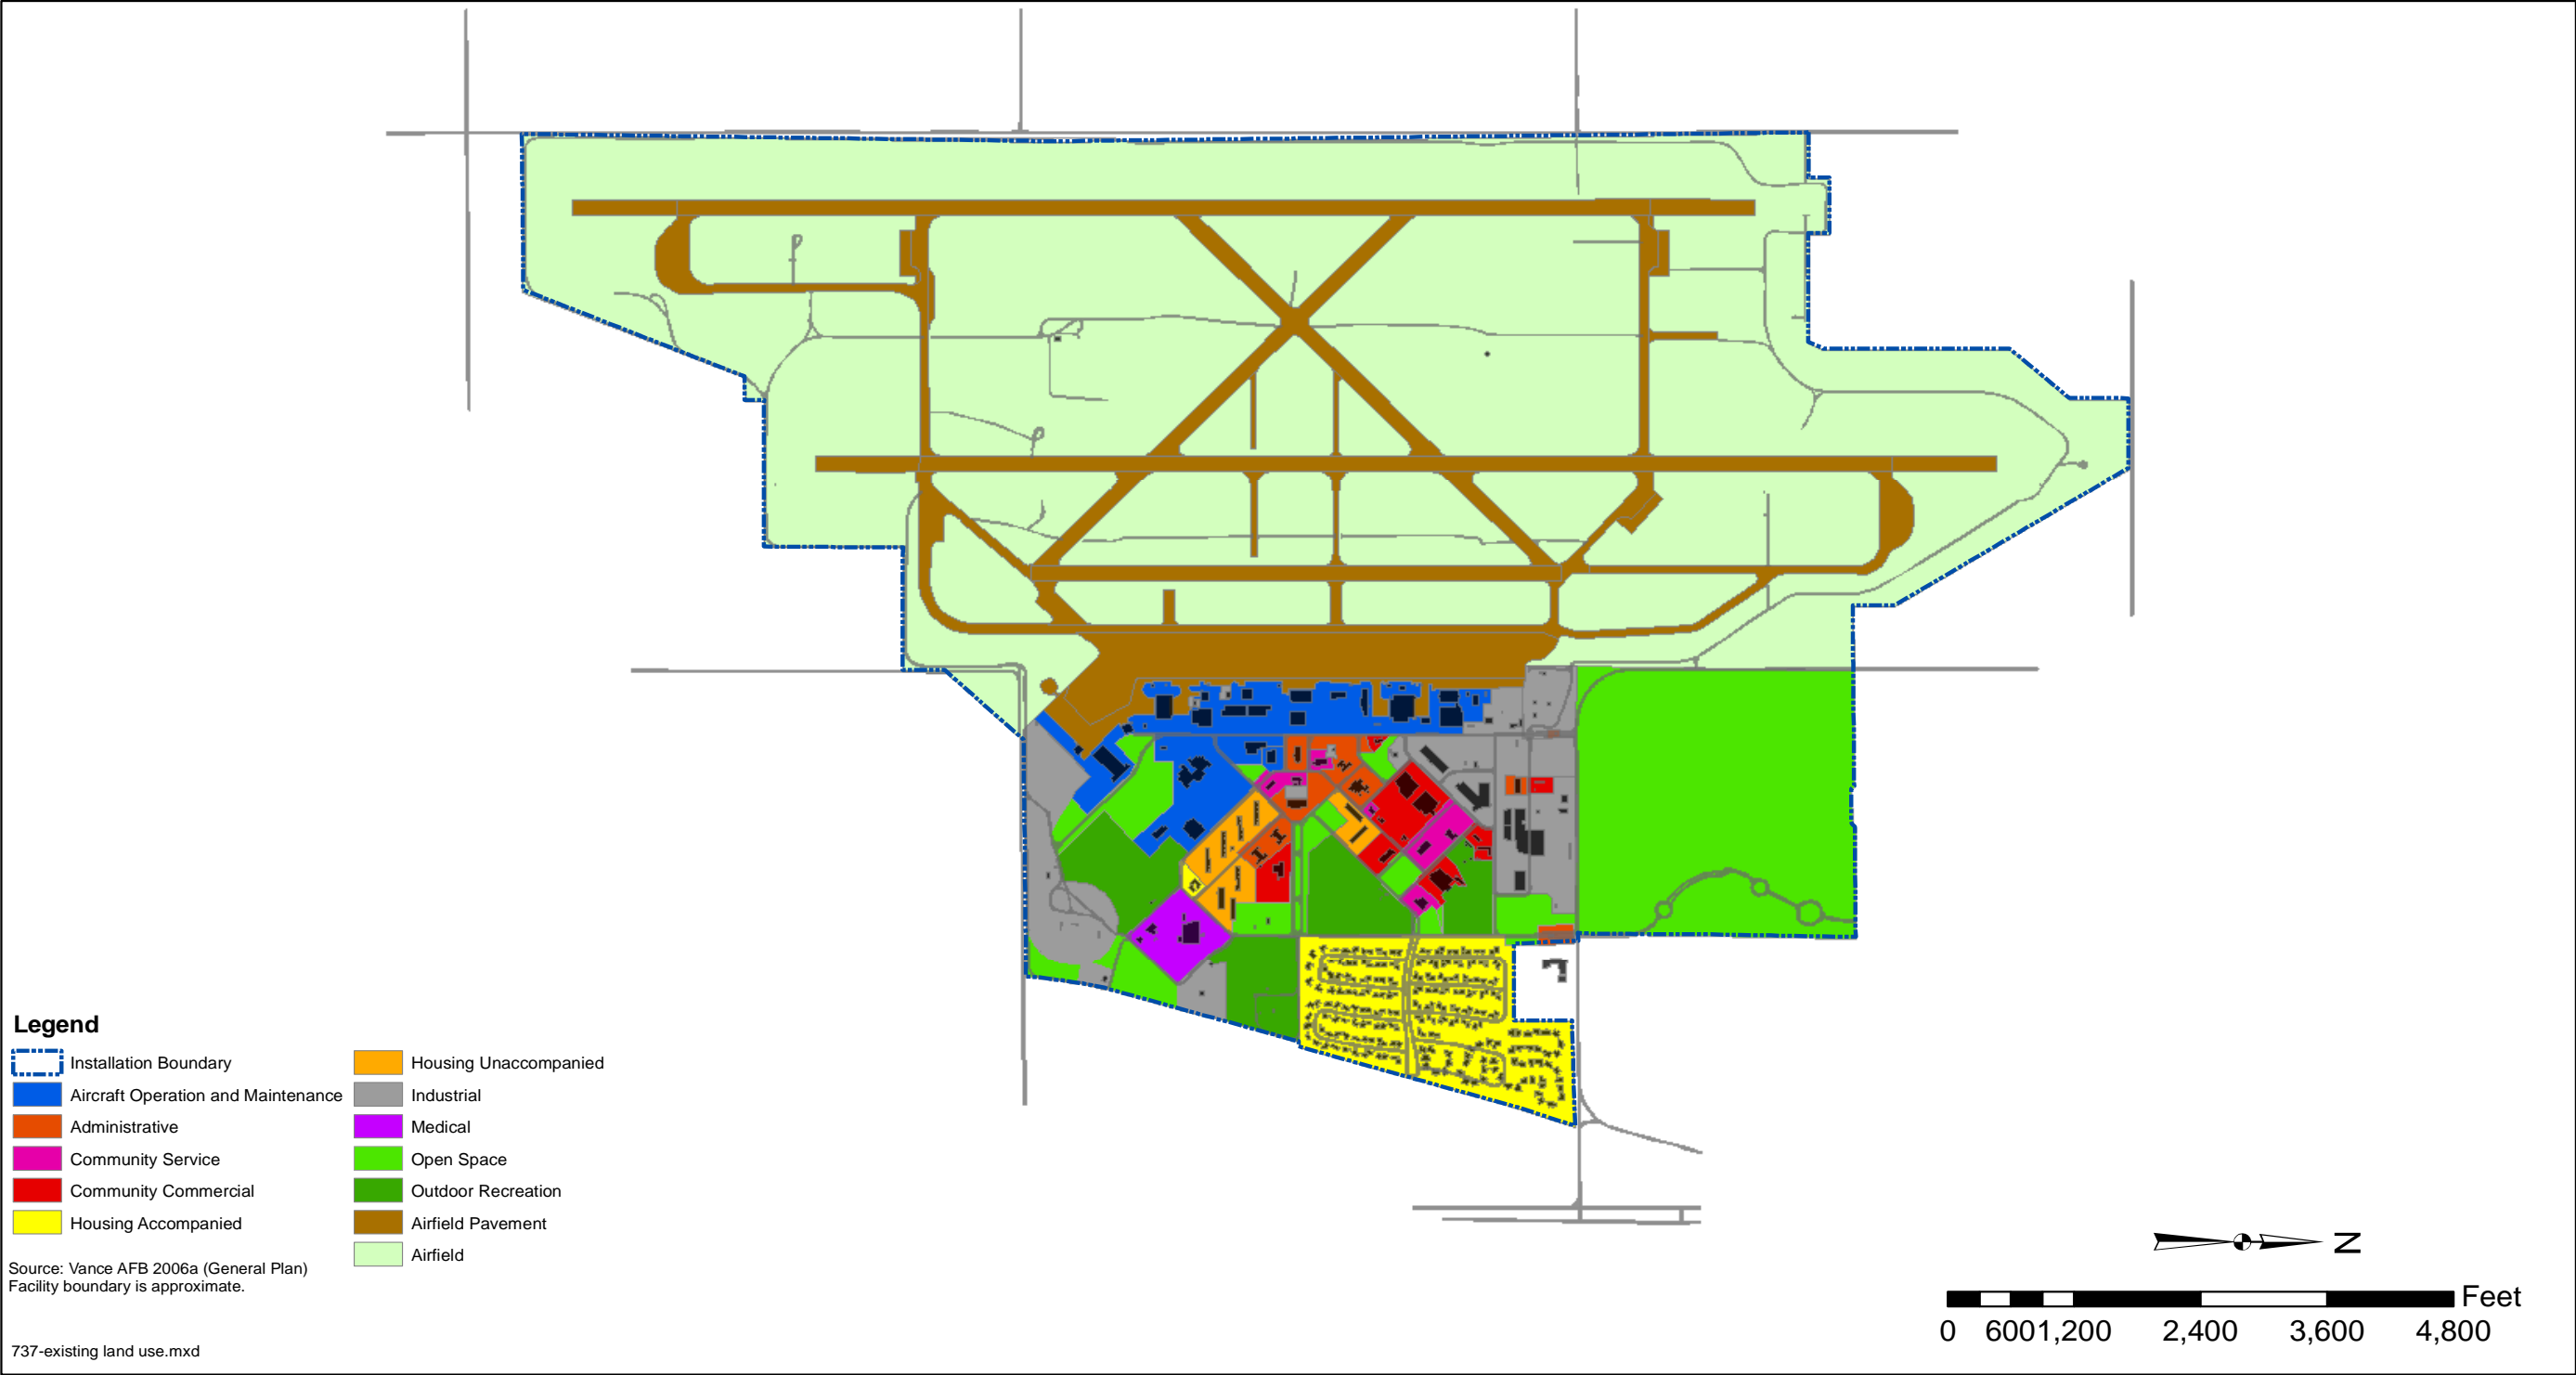 Legend
Installation Boundary
Aircraft Operation and Maintenance
Administrative
Community Service
Community Commercial
Housing Accompanied
Housing Unaccompanied
Industrial
Medical
Open Space
Outdoor Recreation
Airfield Pavement
Airfield
Source: Vance AFB 2006a (General Plan)
Facility boundary is approximate.
737-existing land use.mxd
N
Feet
0 600 1,200 2,400 3,600 4,800